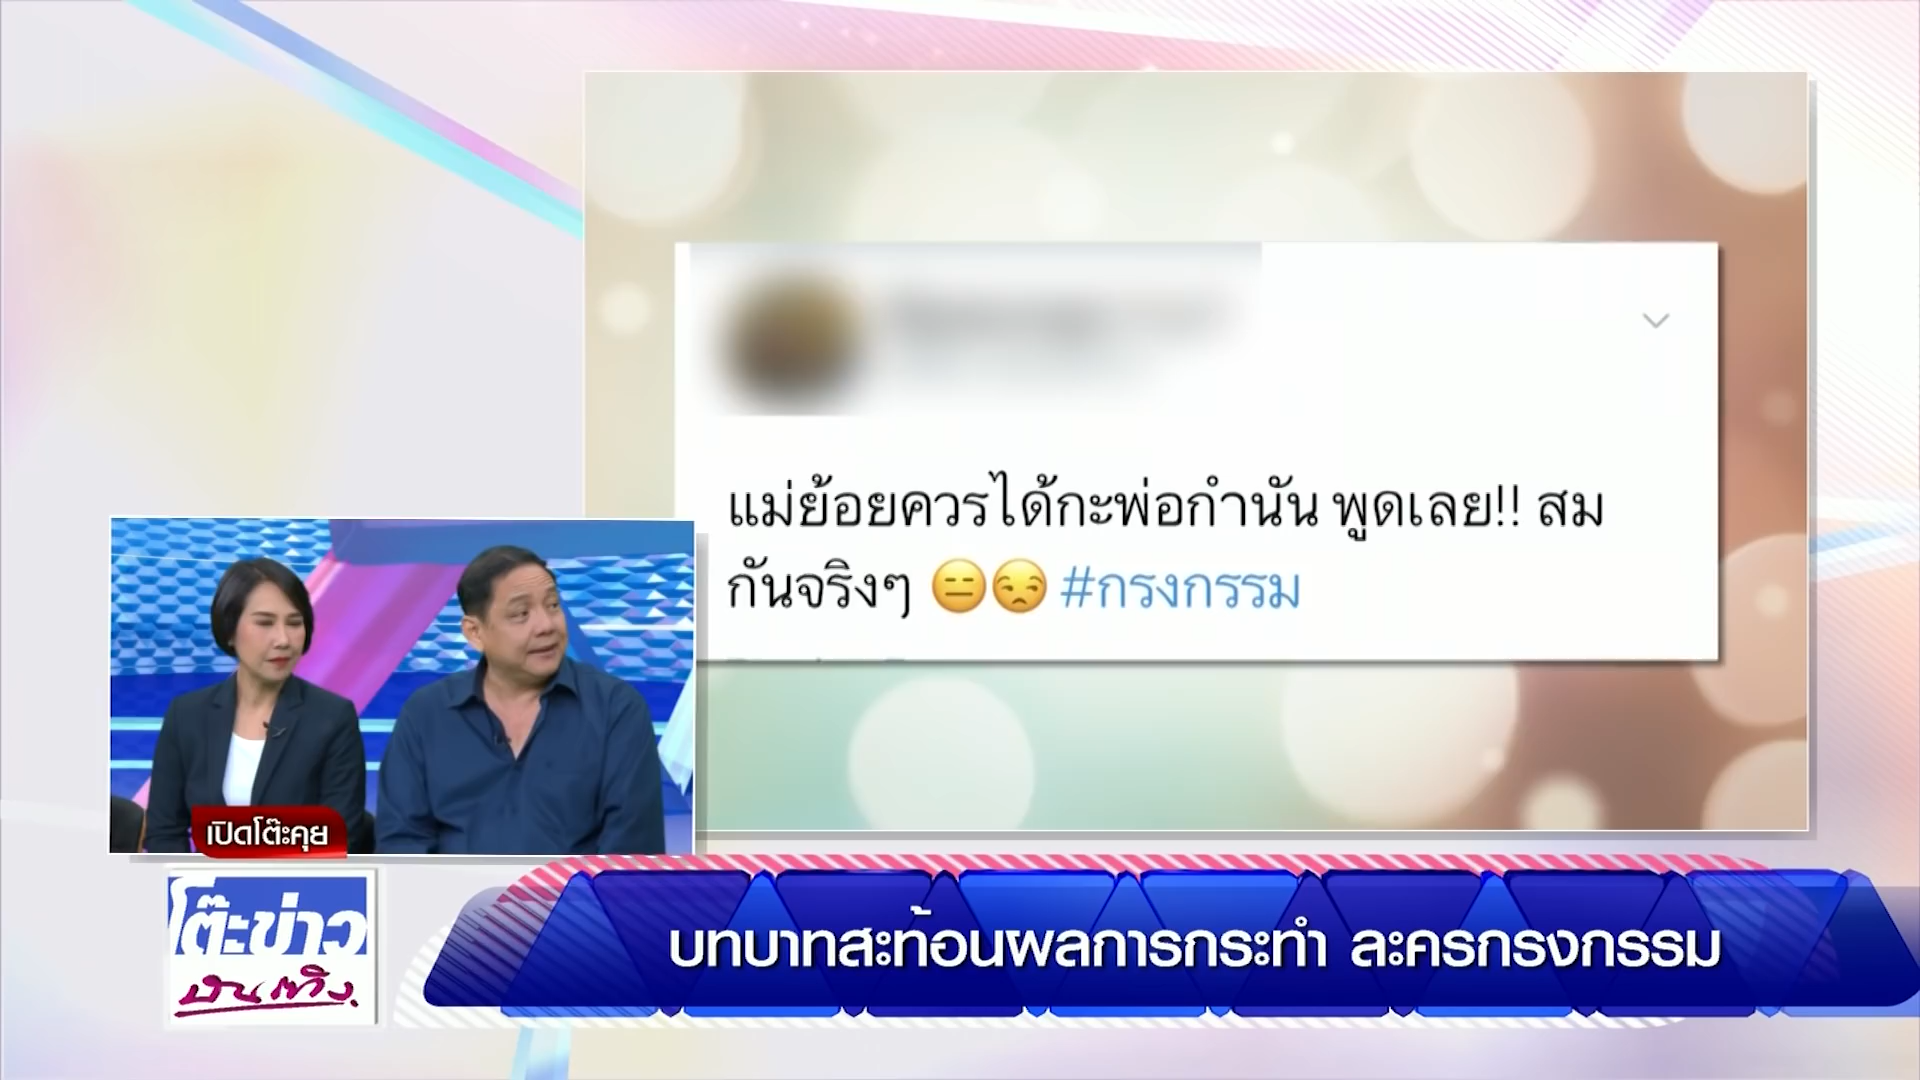 แม่ย้อยควรได้กะพ่อกำนัน พูดเลย!! สม
กันจริงๆ 😑😒 #กรงกรรม
เปิดโต๊ะคุย
โต๊ะข่าว
บันเทิง
บทบาทสะท้อนผลการกระทำ ละครกรงกรรม